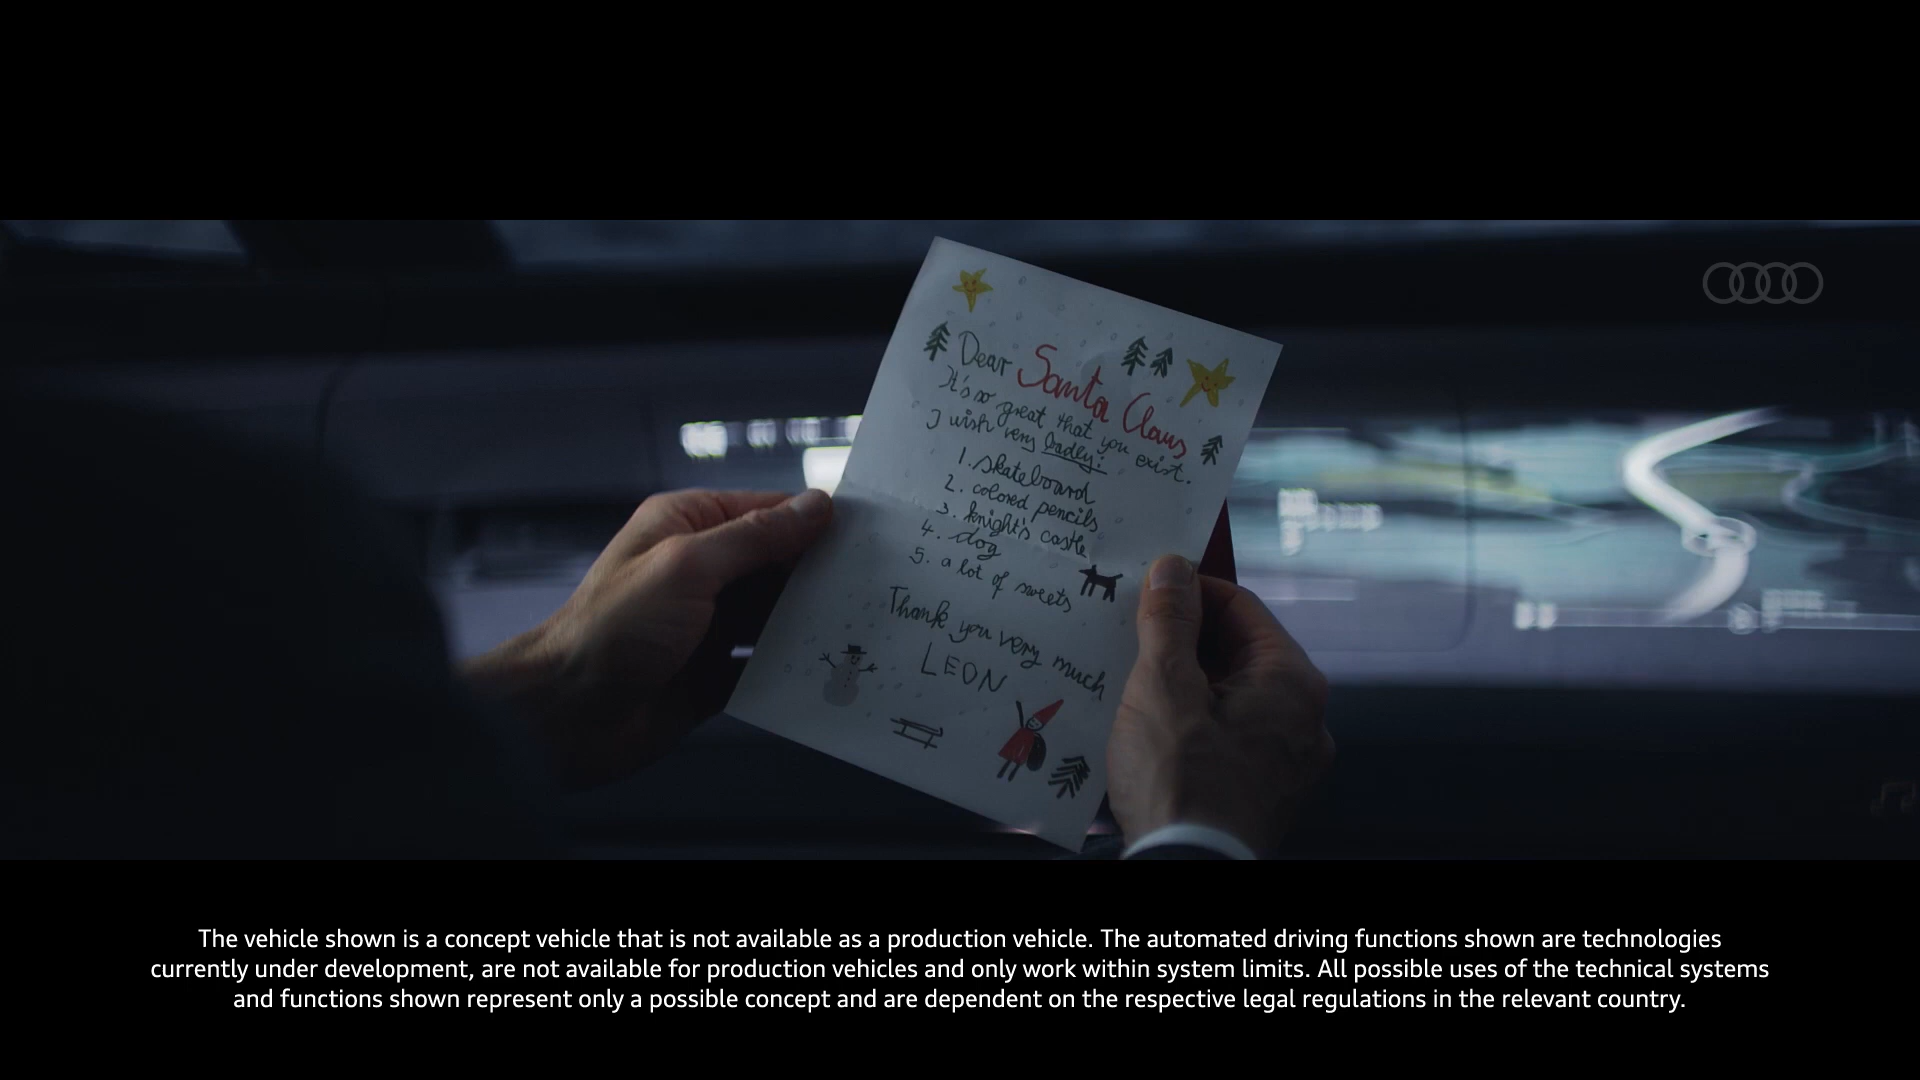 Dear Santa Claus
It's so great that you exist.
I wish very badly:
1. skateboard
2. colored pencils
3. knight's castle
4. dog
5. a lot of sweets
Thank you very much
LEON
The vehicle shown is a concept vehicle that is not available as a production vehicle. The automated driving functions shown are technologies
currently under development, are not available for production vehicles and only work within system limits. All possible uses of the technical systems
and functions shown represent only a possible concept and are dependent on the respective legal regulations in the relevant country.